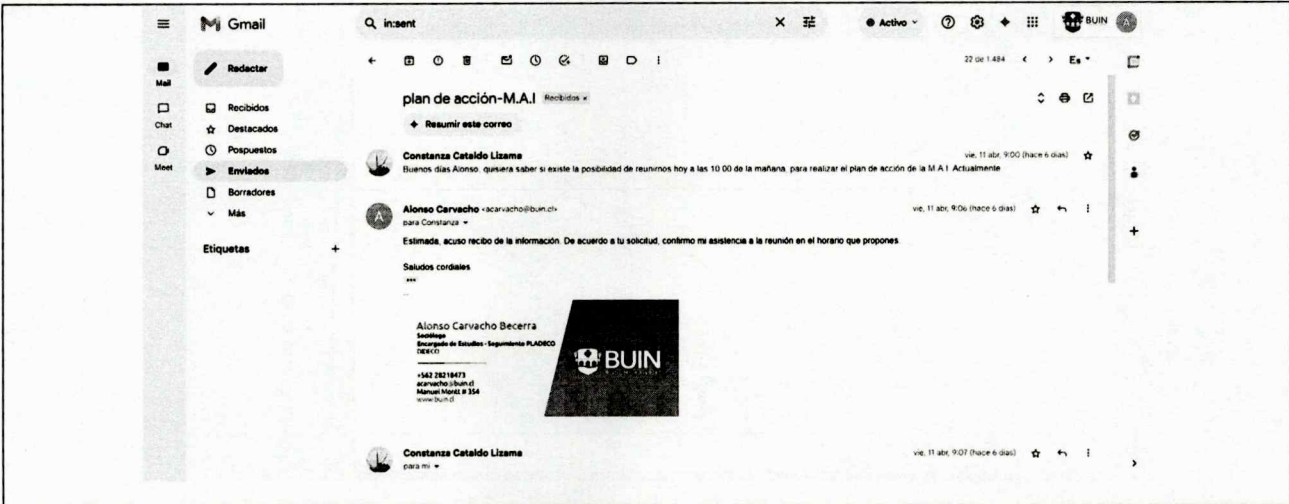 Gmail
in:sent
Activo
BUIN
A
Mail
Chat
Meet
Redactar
Recibidos
Destacados
Pospuestos
Enviados
Borradores
Más
Etiquetas
22 de 1.484
Es
plan de acción-M.A.I Recibidos x
Resumir este correo
Constanza Cataldo Lizama
vie, 11 abr, 9:00 (hace 6 días)
Buenos días Alonso, quisiera saber si existe la posibilidad de reunirnos hoy a las 10:00 de la mañana, para realizar el plan de acción de la M.A.I. Actualmente
A
Alonso Carvacho <acarvacho@buin.cl>
vie, 11 abr, 9:06 (hace 6 días)
para Constanza
Estimada, acuso recibo de la información. De acuerdo a tu solicitud, confirmo mi asistencia a la reunión en el horario que propones.
Saludos cordiales
Alonso Carvacho Becerra
Sociólogo
Encargado de Estudios - Seguimiento PLADECO
DIDECO
+562 28218473
acarvacho@buin.cl
Manuel Montt # 354
www.buin.cl
BUIN
Constanza Cataldo Lizama
vie, 11 abr, 9:07 (hace 6 días)
para mí